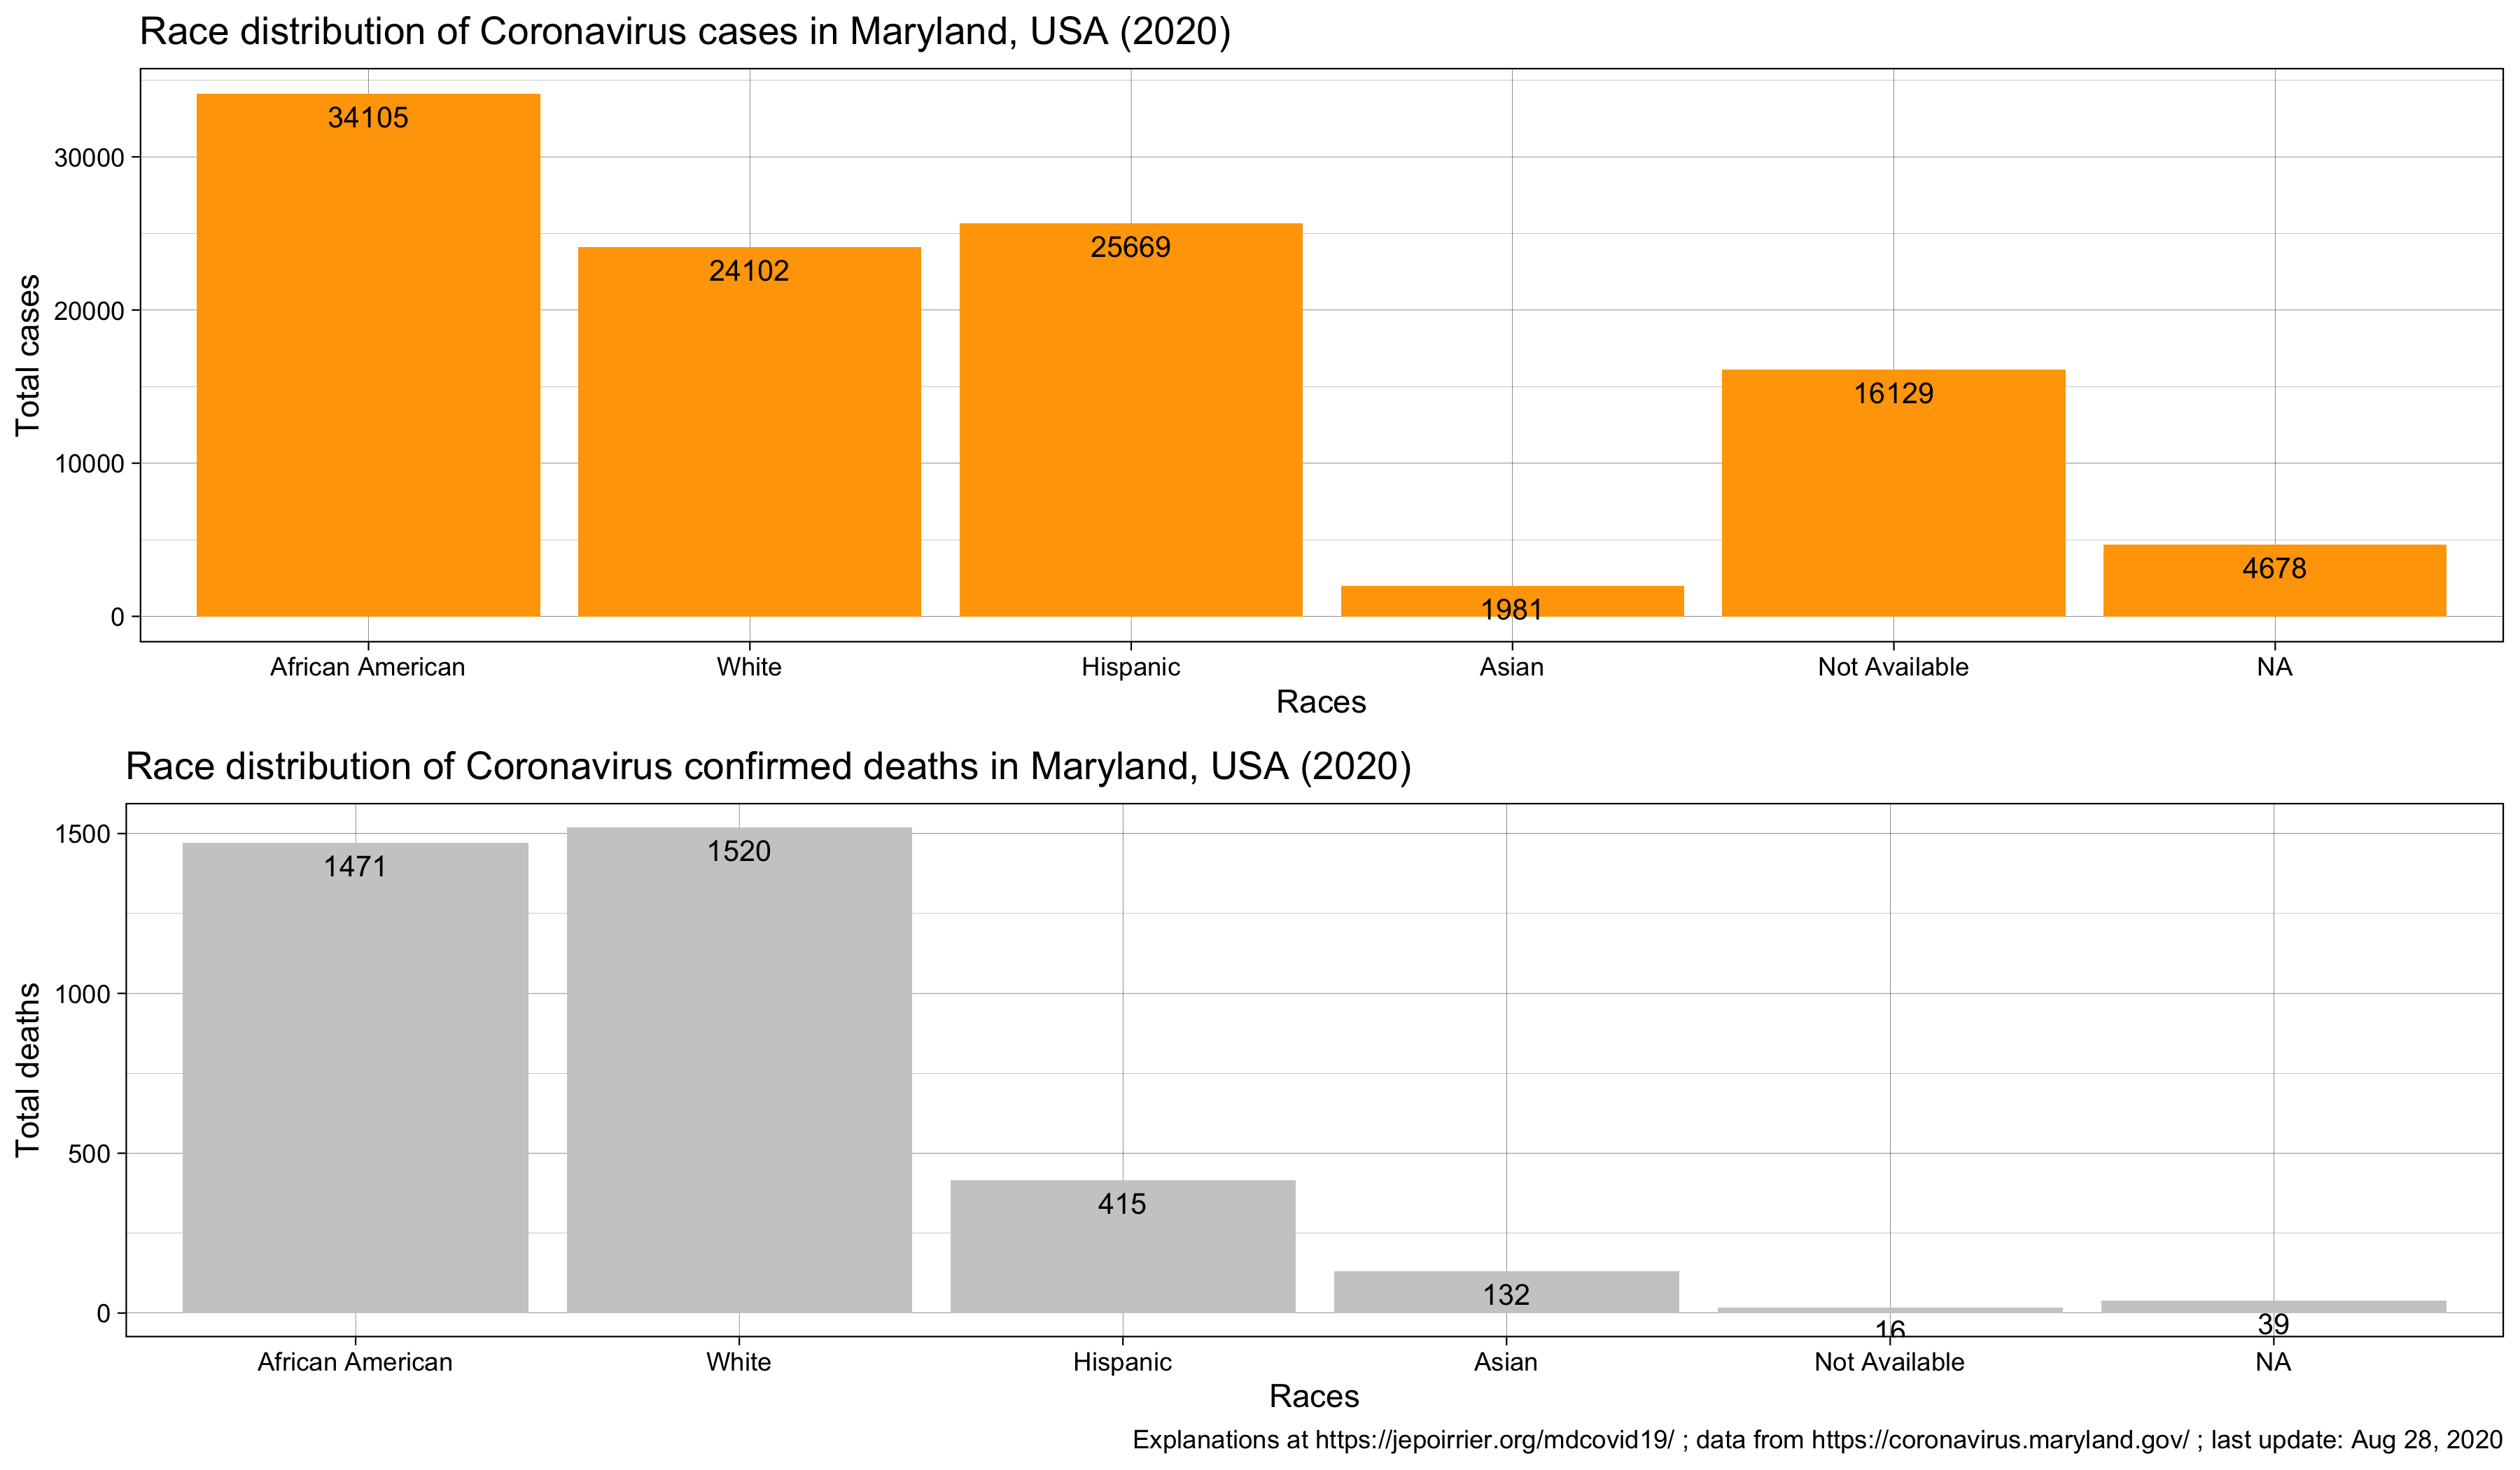 Race distribution of Coronavirus cases in Maryland, USA (2020)
Total cases
30000
20000
10000
0
34105
24102
25669
1981
16129
4678
African American White Hispanic Asian Not Available NA
Races
Race distribution of Coronavirus confirmed deaths in Maryland, USA (2020)
Total deaths
1500
1000
500
0
1471
1520
415
132
16
39
African American White Hispanic Asian Not Available NA
Races
Explanations at https://jepoirrier.org/mdcovid19/ ; data from https://coronavirus.maryland.gov/ ; last update: Aug 28, 2020